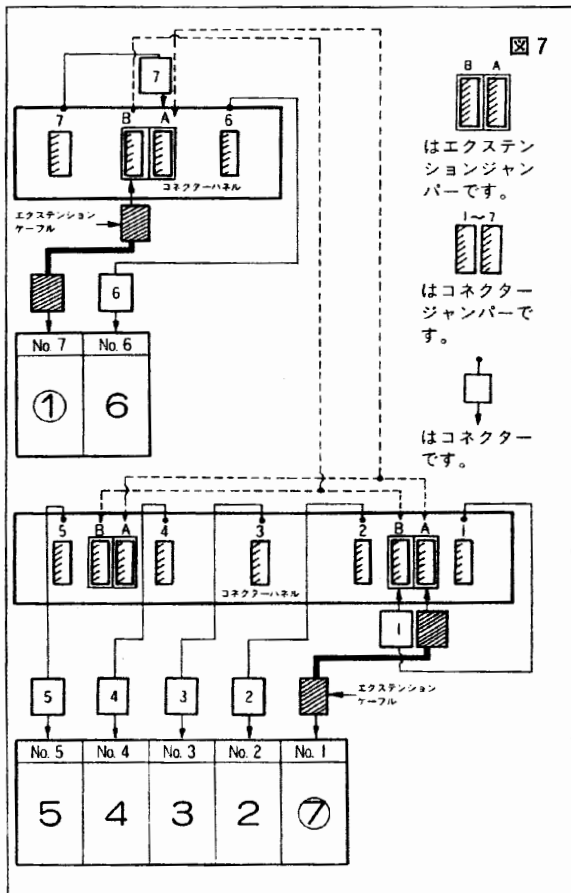 図7
7
7
B
A
6
コネクターハネル
エクステンション
ケーフル
6
No. 7
No. 6
①
6
B
A
はエクステン
ションジャン
パーです。
1～7
はコネクター
ジャンパーで
す。
はコネクター
です。
5
B
A
4
3
2
B
A
1
コネクターハネル
1
5
4
3
2
エクステンション
ケーフル
No. 5
No. 4
No. 3
No. 2
No. 1
5
4
3
2
⑦